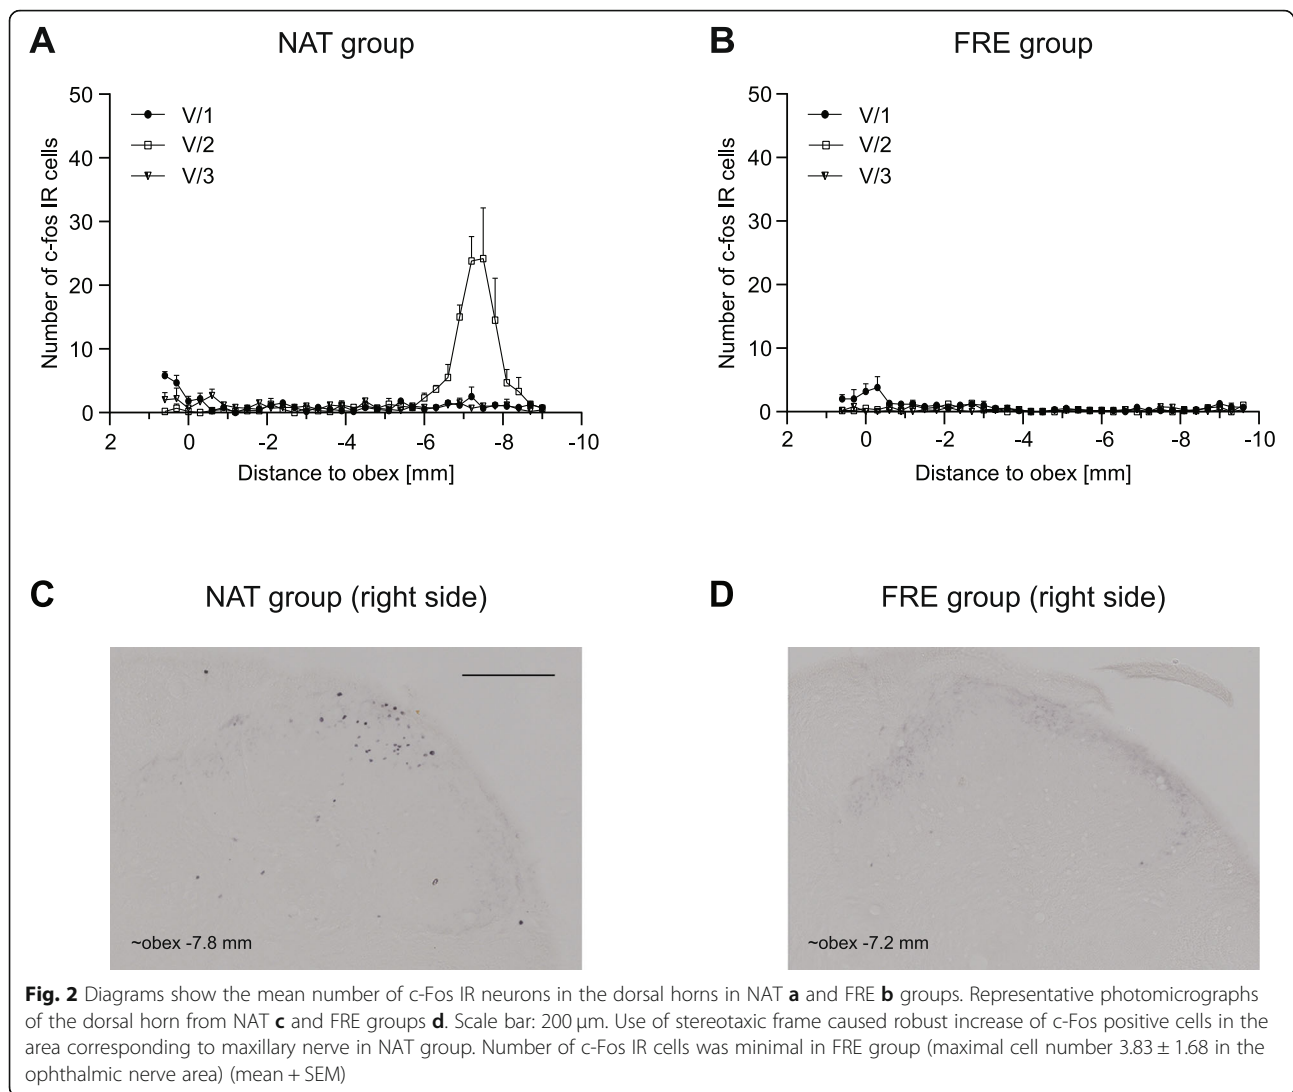 A NAT group
B FRE group
Number of c-fos IR cells
50
40
30
20
10
0
V/1
V/2
V/3
2 0 -2 -4 -6 -8 -10
Distance to obex [mm]
Number of c-fos IR cells
50
40
30
20
10
0
V/1
V/2
V/3
2 0 -2 -4 -6 -8 -10
Distance to obex [mm]
C NAT group (right side)
~obex -7.8 mm
D FRE group (right side)
~obex -7.2 mm
Fig. 2 Diagrams show the mean number of c-Fos IR neurons in the dorsal horns in NAT a and FRE b groups. Representative photomicrographs
of the dorsal horn from NAT c and FRE groups d. Scale bar: 200 μm. Use of stereotaxic frame caused robust increase of c-Fos positive cells in the
area corresponding to maxillary nerve in NAT group. Number of c-Fos IR cells was minimal in FRE group (maximal cell number 3.83 ± 1.68 in the
ophthalmic nerve area) (mean + SEM)